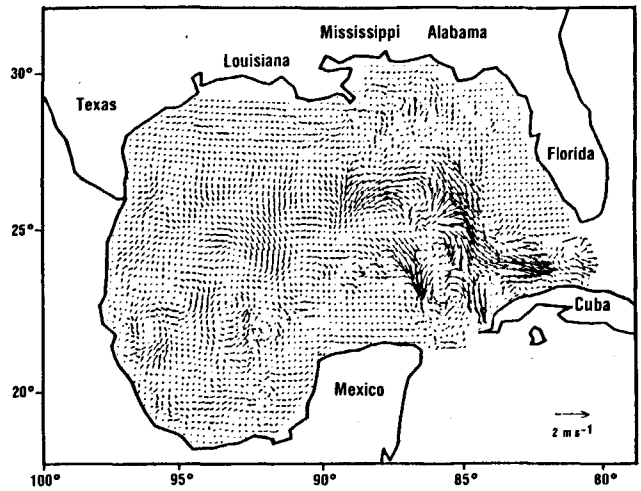 Mississippi Alabama
Louisiana
30°
Texas
Florida
25°
Cuba
20°
Mexico
2 m s⁻¹
100° 95° 90° 85° 80°